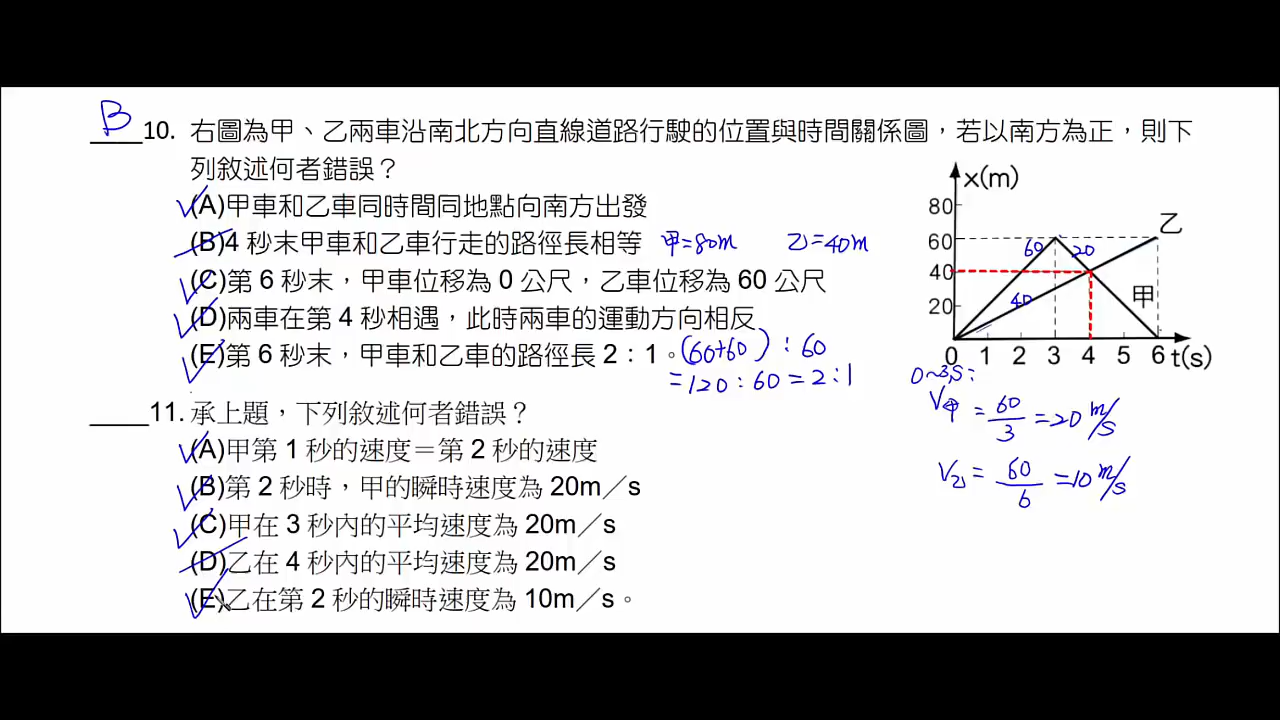 B 10. 右圖為甲、乙兩車沿南北方向直線道路行駛的位置與時間關係圖，若以南方為正，則下
列敘述何者錯誤？
(A)甲車和乙車同時間同地點向南方出發
(B)4 秒末甲車和乙車行走的路徑長相等 甲=80m 乙=40m
(C)第 6 秒末，甲車位移為 0 公尺，乙車位移為 60 公尺
(D)兩車在第 4 秒相遇，此時兩車的運動方向相反
(E)第 6 秒末，甲車和乙車的路徑長 2：1。(60+60):60
=120:60=2:1
x(m)
80
60
40
20
0 1 2 3 4 5 6 t(s)
乙
甲
60 20
40
0~3s:
V甲=60/3=20 m/s
V乙=60/6=10 m/s
11. 承上題，下列敘述何者錯誤？
(A)甲第 1 秒的速度＝第 2 秒的速度
(B)第 2 秒時，甲的瞬時速度為 20m／s
(C)甲在 3 秒內的平均速度為 20m／s
(D)乙在 4 秒內的平均速度為 20m／s
(E)乙在第 2 秒的瞬時速度為 10m／s。